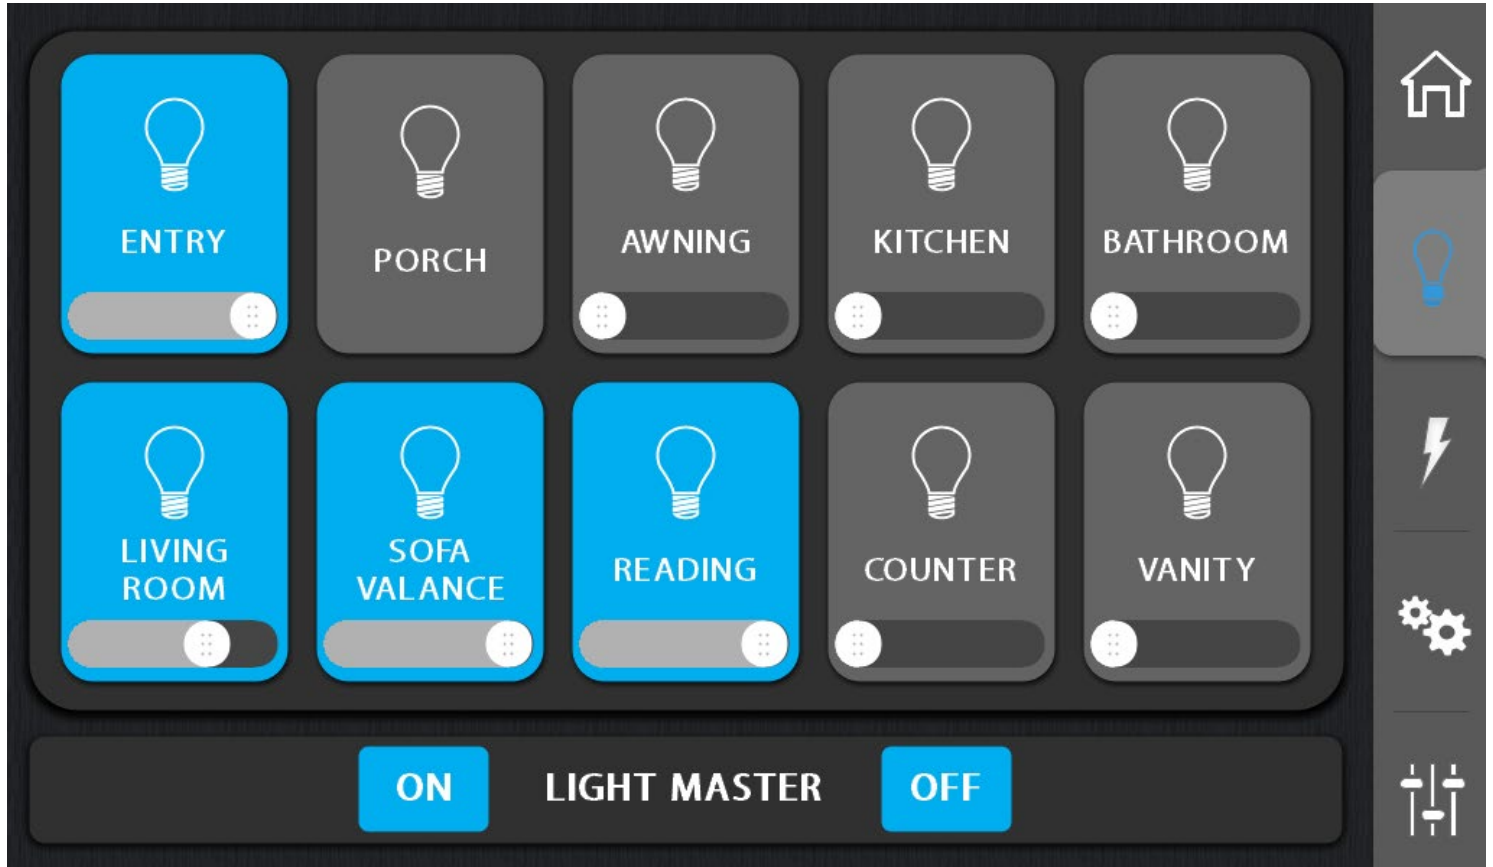 ENTRY
PORCH
AWNING
KITCHEN
BATHROOM
LIVING
ROOM
SOFA
VALANCE
READING
COUNTER
VANITY
ON
LIGHT MASTER
OFF